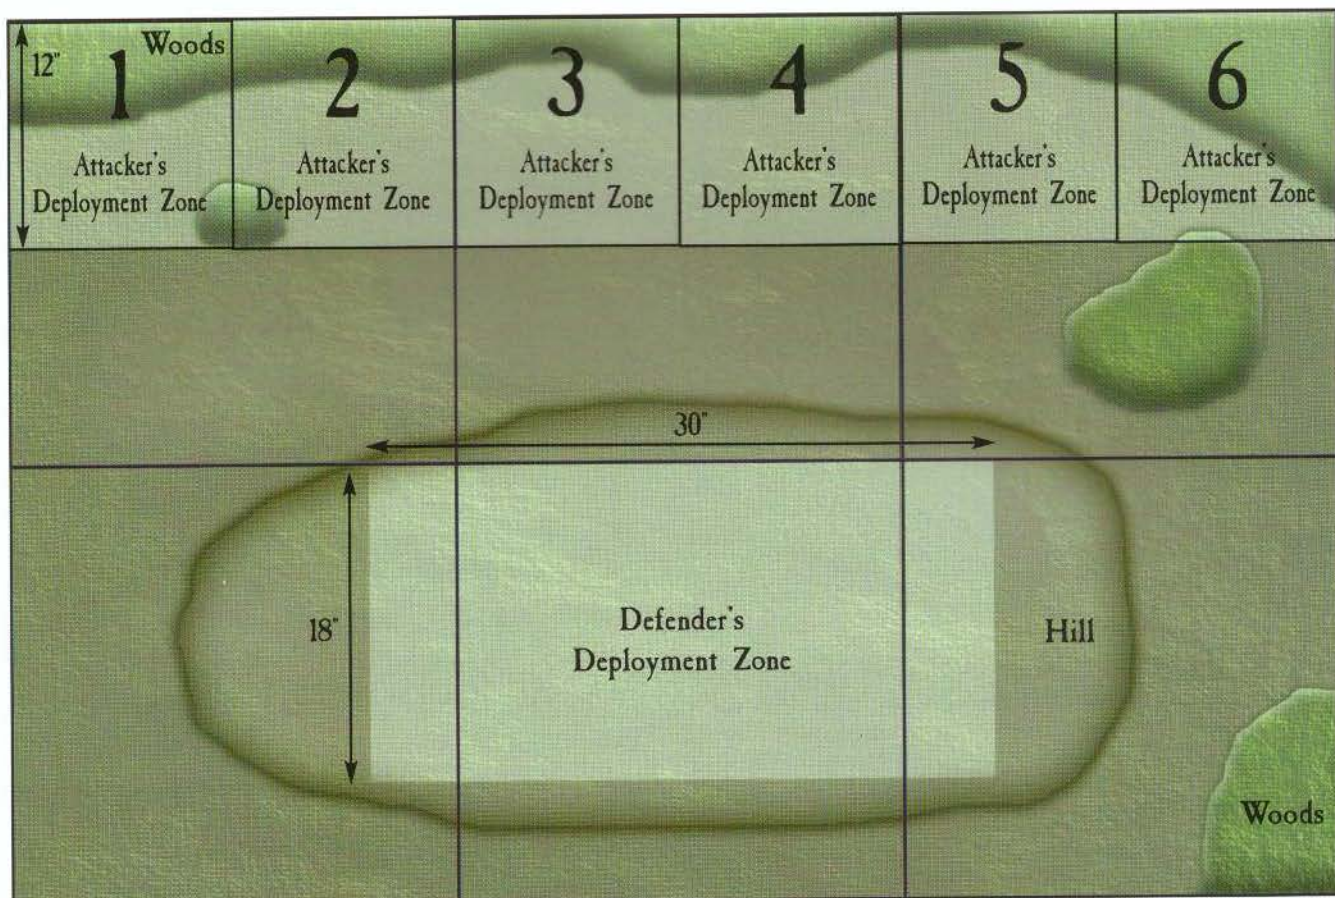 12"
1
Woods
2
3
4
5
6
Attacker's
Deployment Zone
Attacker's
Deployment Zone
Attacker's
Deployment Zone
Attacker's
Deployment Zone
Attacker's
Deployment Zone
Attacker's
Deployment Zone
30"
18"
Defender's
Deployment Zone
Hill
Woods